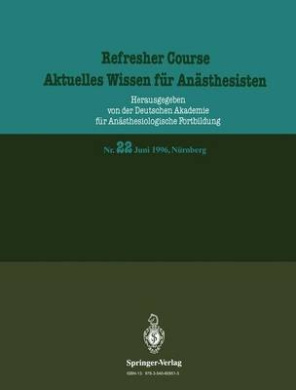 Refresher Course
Aktuelles Wissen für Anästhesisten
Herausgegeben
von der Deutschen Akademie
für Anästhesiologische Fortbildung
Nr. 22 Juni 1996, Nürnberg
Springer-Verlag